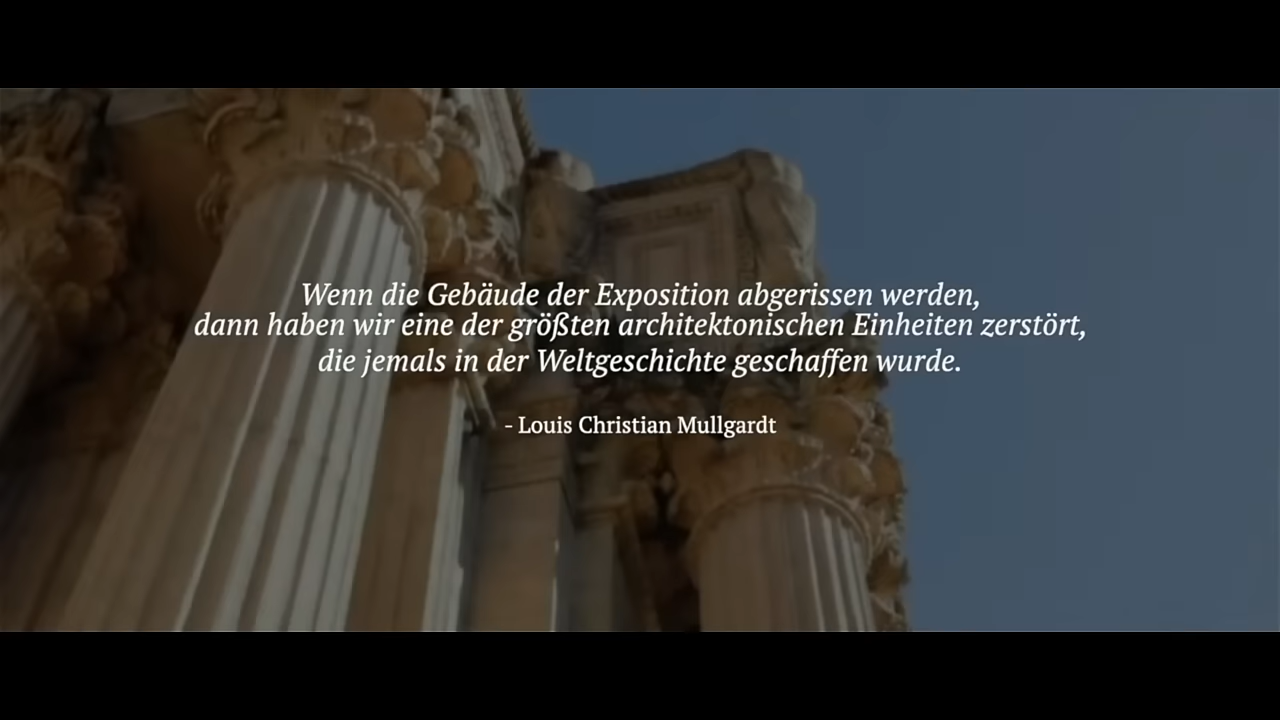 Wenn die Gebäude der Exposition abgerissen werden,
dann haben wir eine der größten architektonischen Einheiten zerstört,
die jemals in der Weltgeschichte geschaffen wurde.
- Louis Christian Mullgardt